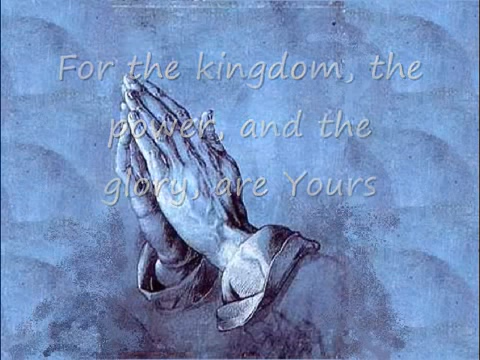 For the kingdom, the
power, and the
glory, are Yours